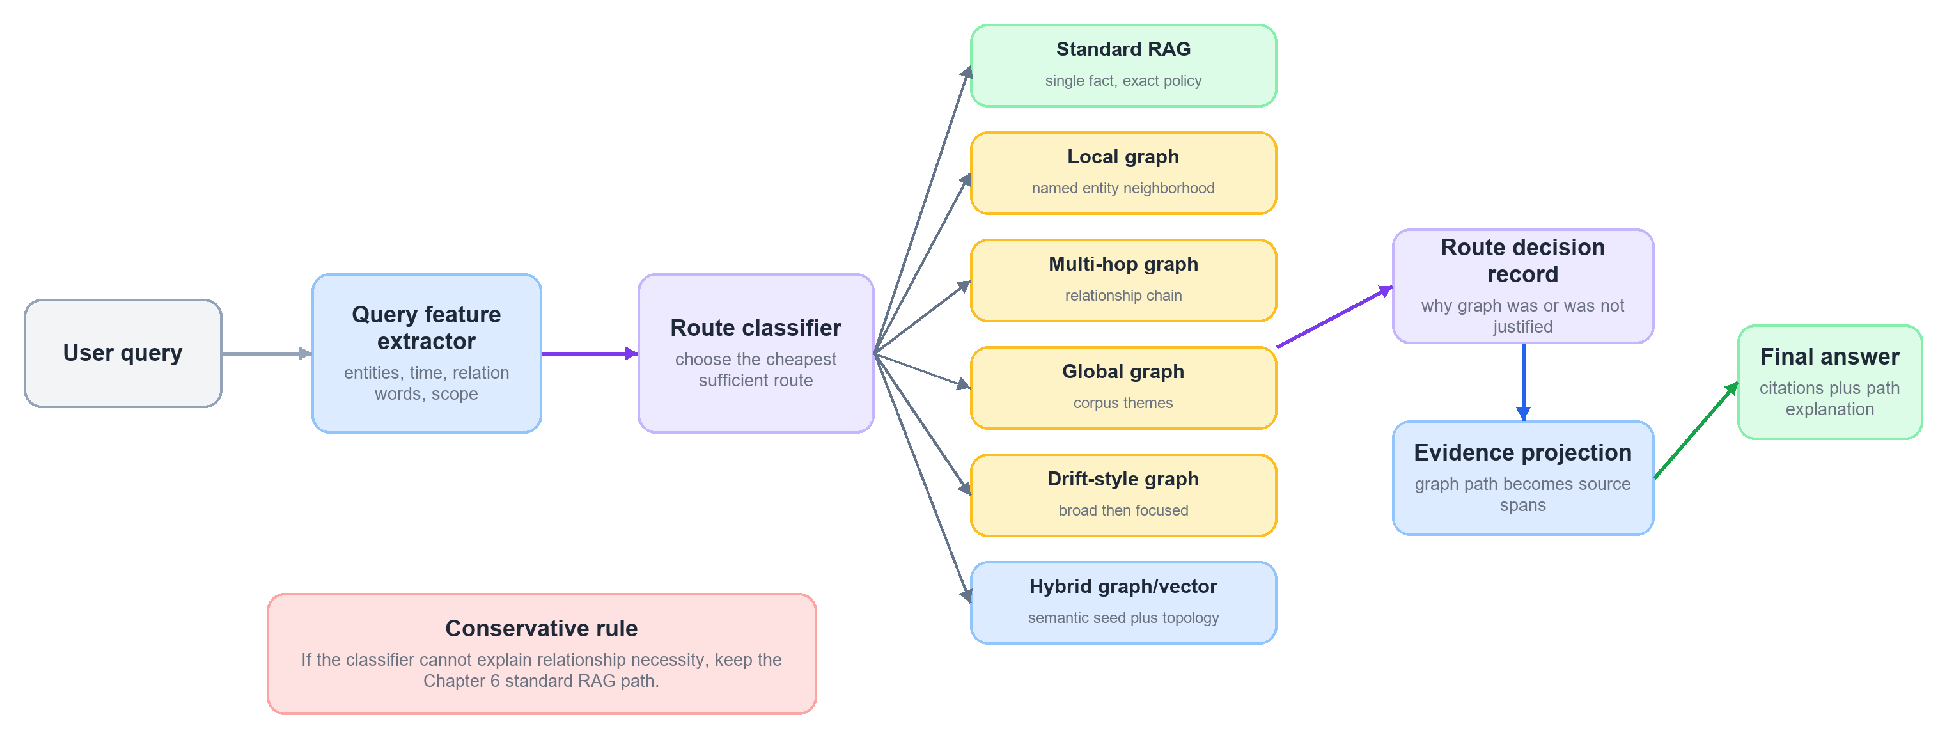 User query
Query feature
extractor
entities, time, relation
words, scope
Route classifier
choose the cheapest
sufficient route
Standard RAG
single fact, exact policy
Local graph
named entity neighborhood
Multi-hop graph
relationship chain
Global graph
corpus themes
Drift-style graph
broad then focused
Hybrid graph/vector
semantic seed plus topology
Route decision
record
why graph was or was not
justified
Evidence projection
graph path becomes source
spans
Final answer
citations plus path
explanation
Conservative rule
If the classifier cannot explain relationship necessity, keep the
Chapter 6 standard RAG path.